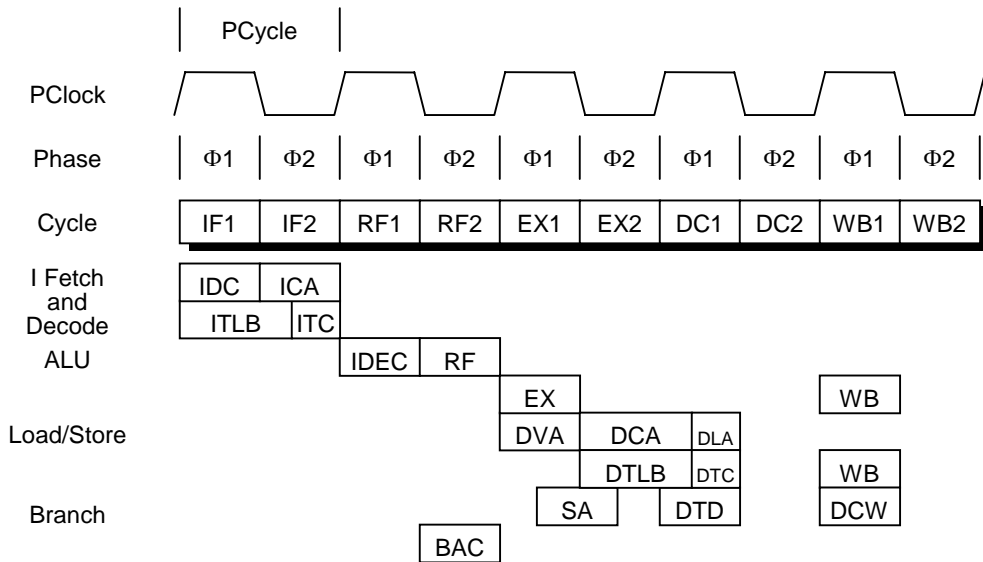 PCycle
PClock
Phase Φ1 Φ2 Φ1 Φ2 Φ1 Φ2 Φ1 Φ2 Φ1 Φ2
Cycle IF1 IF2 RF1 RF2 EX1 EX2 DC1 DC2 WB1 WB2
I Fetch
and
Decode
IDC ICA
ITLB ITC
ALU
IDEC RF
EX WB
Load/Store
DVA DCA DLA
DTLB DTC WB
Branch
SA DTD DCW
BAC